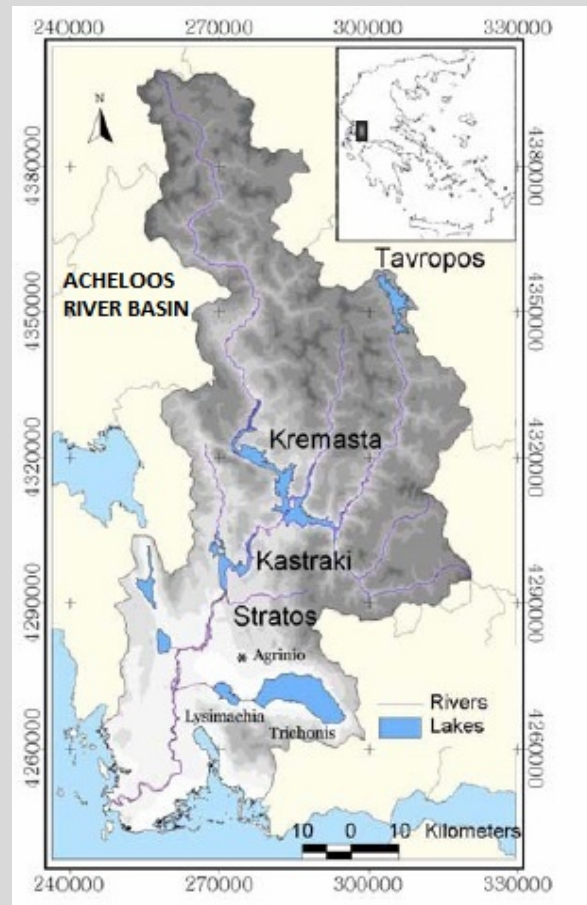 240000 270000 300000 330000
N
4380000
4380000
Tavropos
ACHELOOS
RIVER BASIN
4350000
4350000
Kremasta
4320000
4320000
Kastraki
4290000
4290000
Stratos
Agrinio
Rivers
Lakes
Lysimachia
Trichonis
4260000
4260000
10 0 10 Kilometers
240000 270000 300000 330000